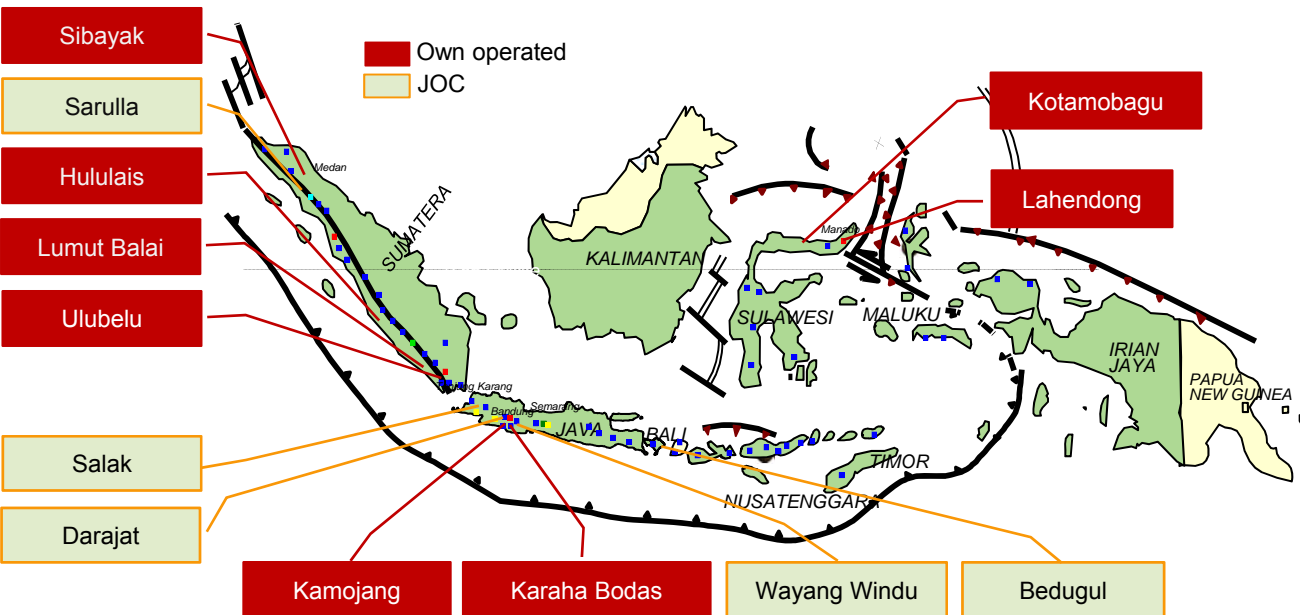 Sibayak
Own operated
Sarulla
JOC
Kotamobagu
Medan
Hululais
SUMATERA
Lahendong
Lumut Balai
Manado
KALIMANTAN
Ulubelu
SULAWESI
MALUKU
IRIAN
JAYA
PAPUA
NEW GUINEA
Karang
Bandung
Semarang
JAVA
BALI
Salak
TIMOR
NUSATENGGARA
Darajat
Kamojang
Karaha Bodas
Wayang Windu
Bedugul